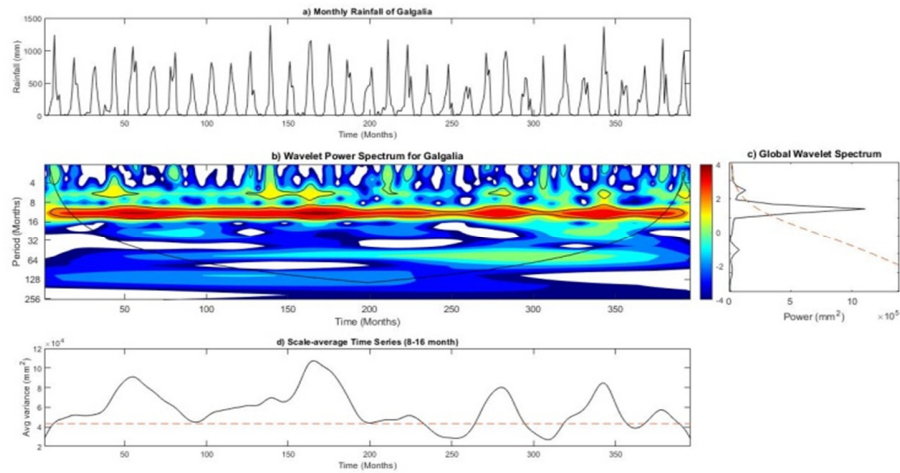 a) Monthly Rainfall of Galgalia
1500
1000
500
0
Rainfall (mm)
50 100 150 200 250 300 350
Time (Months)
b) Wavelet Power Spectrum for Galgalia
4
8
16
32
64
128
256
Period (Months)
50 100 150 200 250 300 350
Time (Months)
4
2
0
-2
-4
c) Global Wavelet Spectrum
0 5 10
Power (mm²) ×10⁵
d) Scale-average Time Series (8-16 month)
×10⁴
12
10
8
6
4
2
Avg variance (mm²)
50 100 150 200 250 300 350
Time (Months)